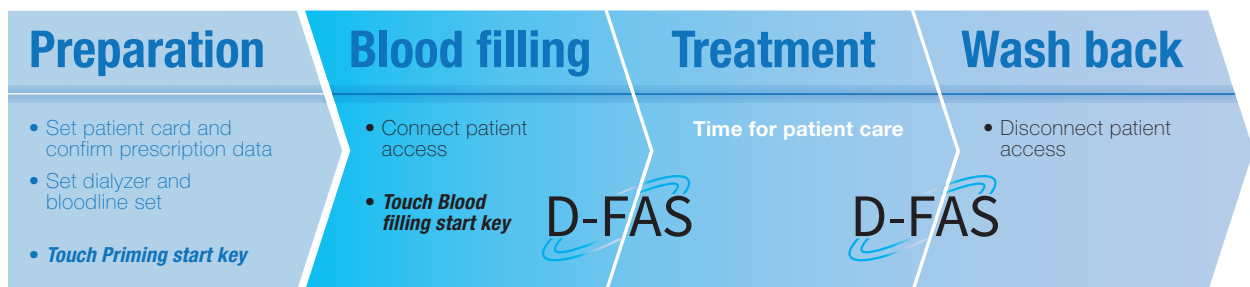 Preparation
• Set patient card and
confirm prescription data
• Set dialyzer and
bloodline set
• Touch Priming start key
Blood filling
• Connect patient
access
• Touch Blood
filling start key
D-FAS
Treatment
Time for patient care
D-FAS
Wash back
• Disconnect patient
access